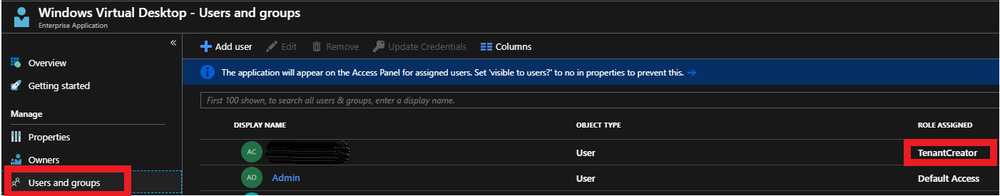 Windows Virtual Desktop - Users and groups
Enterprise Application
«
Overview
Getting started
Manage
Properties
Owners
Users and groups
Add user
Edit
Remove
Update Credentials
Columns
The application will appear on the Access Panel for assigned users. Set 'visible to users?' to no in properties to prevent this. →
First 100 shown, to search all users & groups, enter a display name.
DISPLAY NAME OBJECT TYPE ROLE ASSIGNED
AC User TenantCreator
AD Admin User Default Access